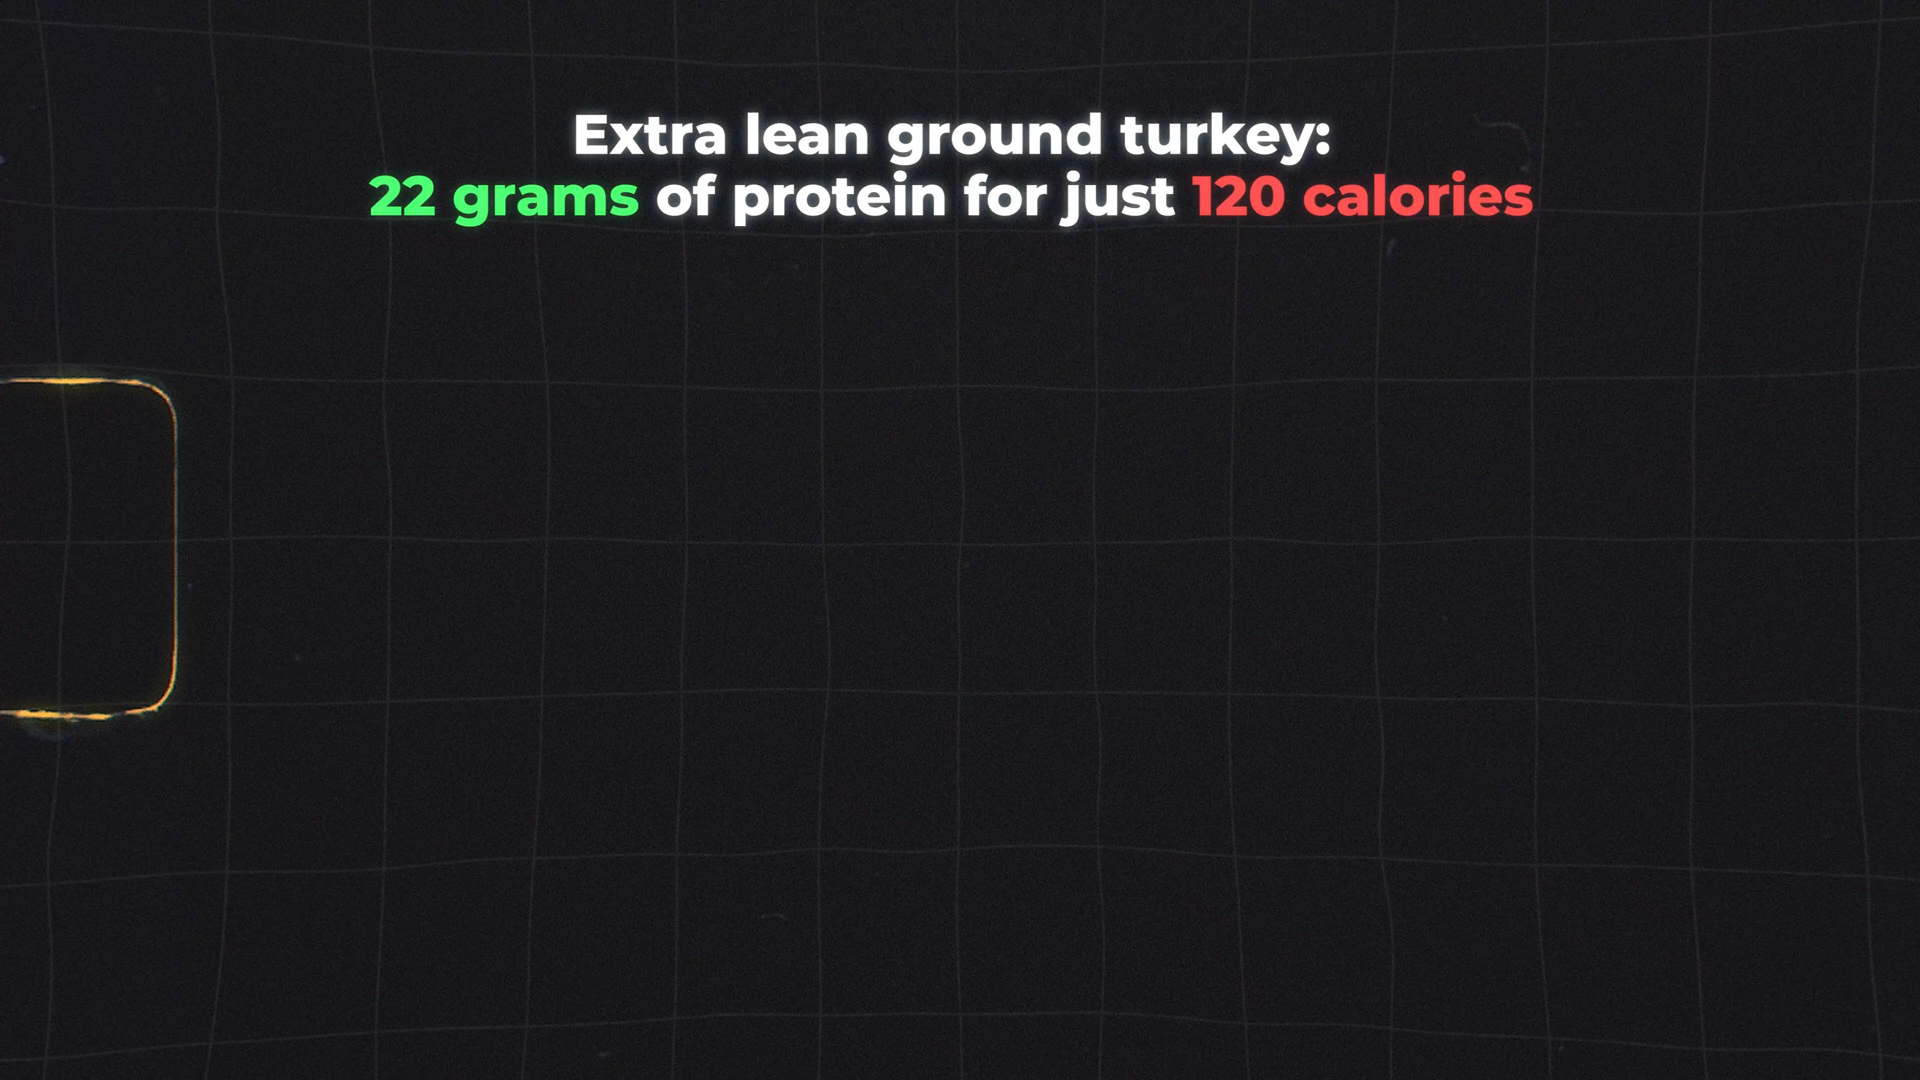 Extra lean ground turkey:
22 grams of protein for just 120 calories